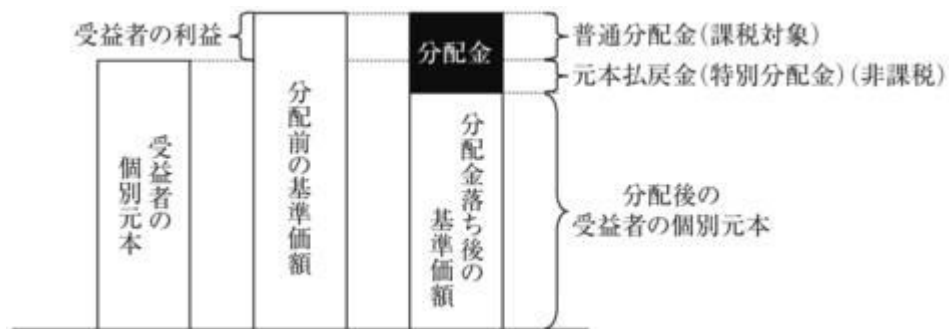 受益者の利益
受益者の
個別元本
分配前の基準価額
分配金
分配金落ち後の
基準価額
普通分配金(課税対象)
元本払戻金(特別分配金)(非課税)
分配後の
受益者の個別元本